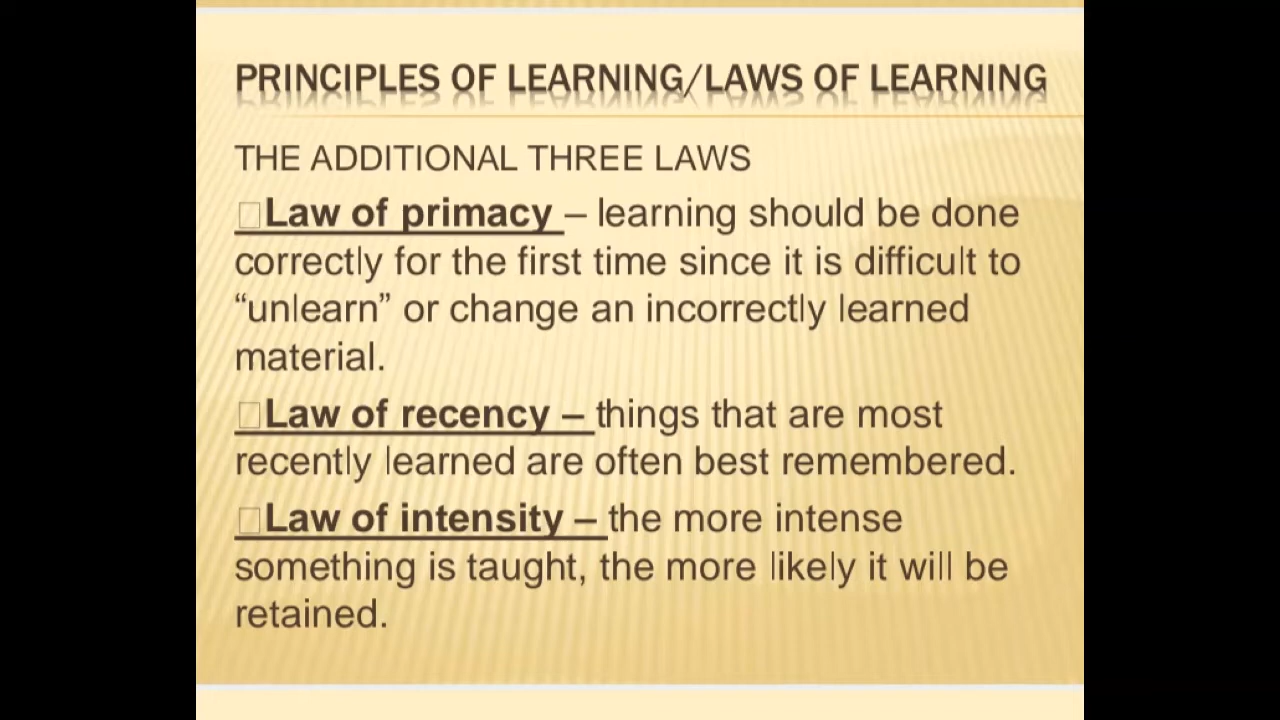 PRINCIPLES OF LEARNING/LAWS OF LEARNING
THE ADDITIONAL THREE LAWS
Law of primacy – learning should be done
correctly for the first time since it is difficult to
“unlearn” or change an incorrectly learned
material.
Law of recency – things that are most
recently learned are often best remembered.
Law of intensity – the more intense
something is taught, the more likely it will be
retained.